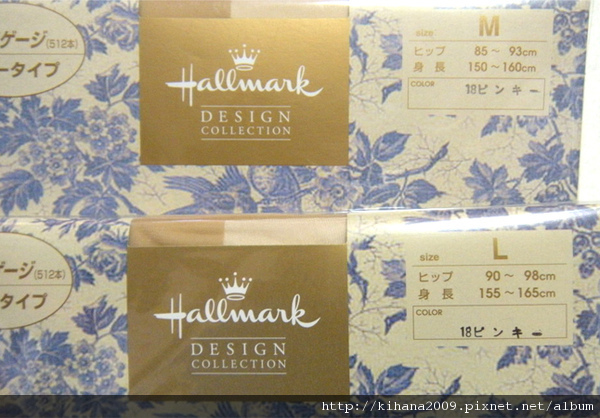 ゲージ(512本)
ータイプ
Hallmark
DESIGN
COLLECTION
size M
ヒップ 85〜 93cm
身長 150〜160cm
COLOR
18ピンキー
ゲージ(512本)
タイプ
Hallmark
DESIGN
COLLECTION
size L
ヒップ 90〜 98cm
身長 155〜165cm
COLOR
18ピンキー
http://kihana2009.pixnet.net/album